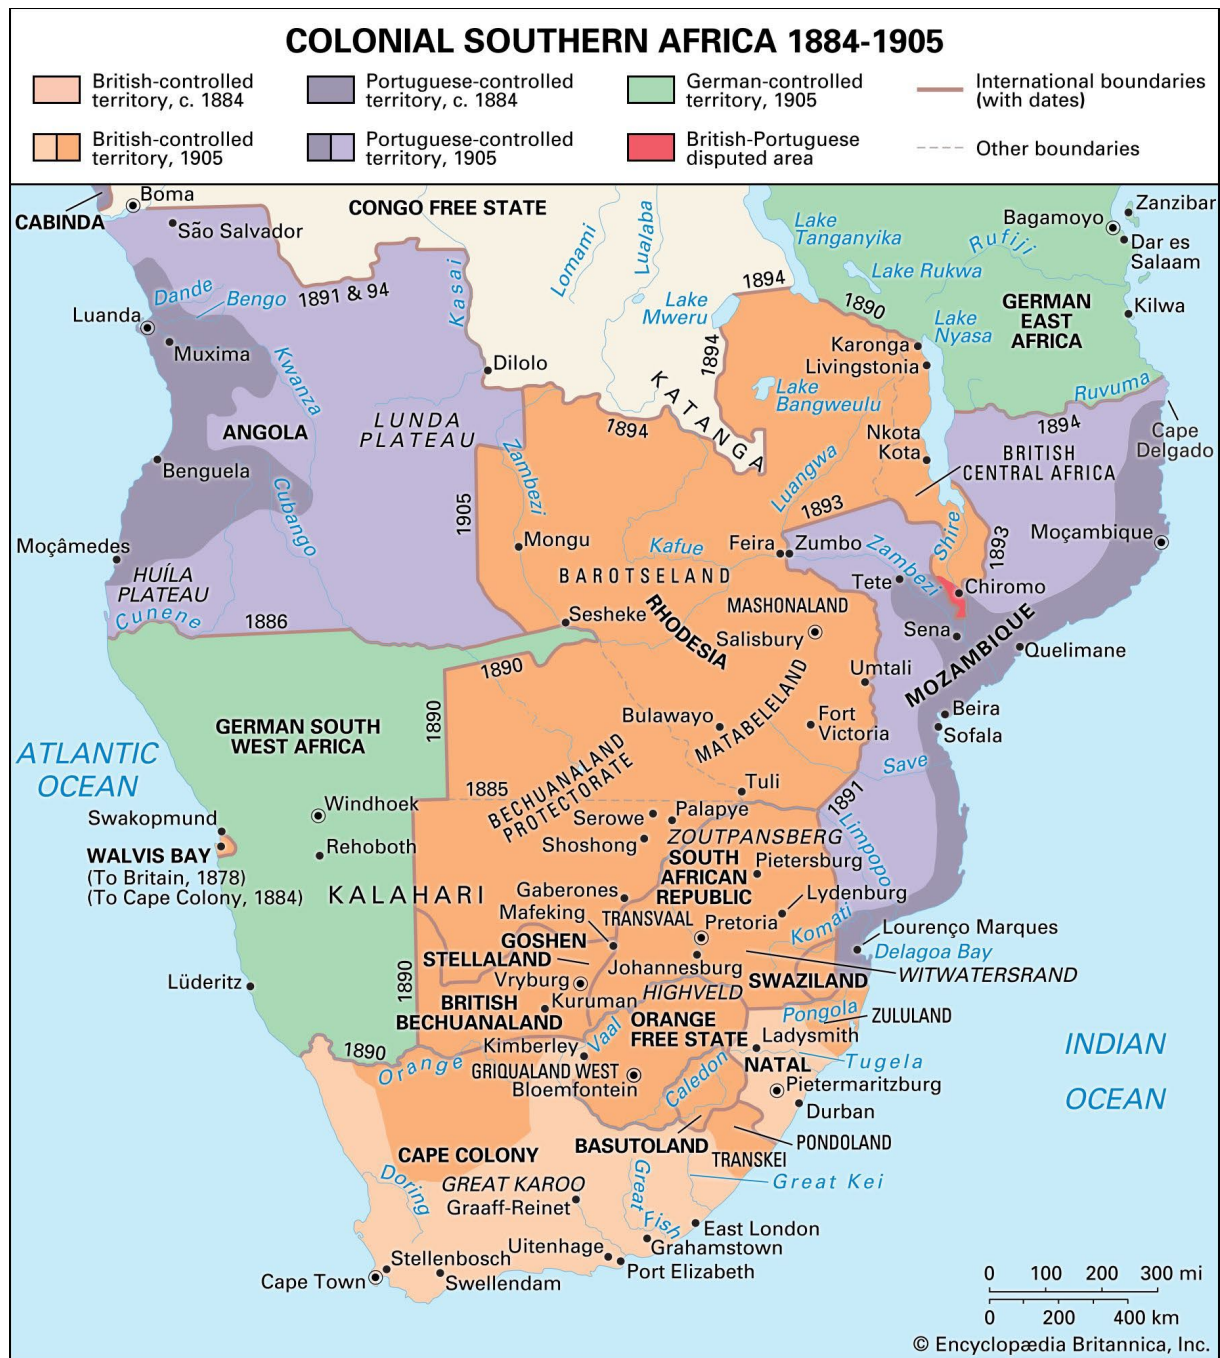 COLONIAL SOUTHERN AFRICA 1884-1905
British-controlled
territory, c. 1884
Portuguese-controlled
territory, c. 1884
German-controlled
territory, 1905
International boundaries
(with dates)
British-controlled
territory, 1905
Portuguese-controlled
territory, 1905
British-Portuguese
disputed area
Other boundaries
CABINDA
Boma
São Salvador
CONGO FREE STATE
Lomami
Lualaba
Kasai
Lake
Tanganyika
Lake Rukwa
Rufiji
Bagamoyo
Zanzibar
Dar es
Salaam
Kilwa
GERMAN
EAST
AFRICA
Dande
Bengo
1891 & 94
Luanda
Muxima
Kwanza
Dilolo
Lake
Mweru
1894
1894
1890
Lake
Nyasa
Karonga
Livingstonia
Lake
Bangweulu
KATANGA
Ruvuma
1894
Cape
Delgado
ANGOLA
LUNDA
PLATEAU
1894
Nkota
Kota
BRITISH
CENTRAL AFRICA
Benguela
Cubango
Zambezi
Luangwa
1905
1893
1893
Shire
Moçâmedes
Mongu
Kafue
Feira
Zumbo
Zambezi
Moçambique
HUÍLA
PLATEAU
BAROTSELAND
Tete
Chiromo
Cunene
1886
Sesheke
RHODESIA
MASHONALAND
Salisbury
Sena
MOZAMBIQUE
Quelimane
1890
Umtali
GERMAN SOUTH
WEST AFRICA
1890
Bulawayo
MATABELELAND
Fort
Victoria
Beira
Sofala
ATLANTIC
OCEAN
Save
1885
BECHUANALAND
PROTECTORATE
Tuli
1891
Windhoek
Swakopmund
Serowe
Palapye
Limpopo
WALVIS BAY
(To Britain, 1878)
(To Cape Colony, 1884)
Rehoboth
Shoshong
ZOUTPANSBERG
SOUTH
AFRICAN
REPUBLIC
Pietersburg
KALAHARI
Gaberones
Lydenburg
Mafeking
TRANSVAAL
Pretoria
Komati
Lourenço Marques
Delagoa Bay
GOSHEN
STELLALAND
Johannesburg
WITWATERSRAND
Lüderitz
1890
Vryburg
SWAZILAND
HIGHVELD
BRITISH
BECHUANALAND
Kuruman
Pongola
ZULULAND
ORANGE
FREE STATE
Vaal
Ladysmith
INDIAN
OCEAN
1890
Orange
Kimberley
Tugela
GRIQUALAND WEST
Bloemfontein
Caledon
NATAL
Pietermaritzburg
Durban
CAPE COLONY
BASUTOLAND
PONDOLAND
TRANSKEI
Doring
GREAT KAROO
Graaff-Reinet
Great
Fish
Great Kei
East London
Grahamstown
Uitenhage
Port Elizabeth
Stellenbosch
Cape Town
Swellendam
0 100 200 300 mi
0 200 400 km
© Encyclopædia Britannica, Inc.